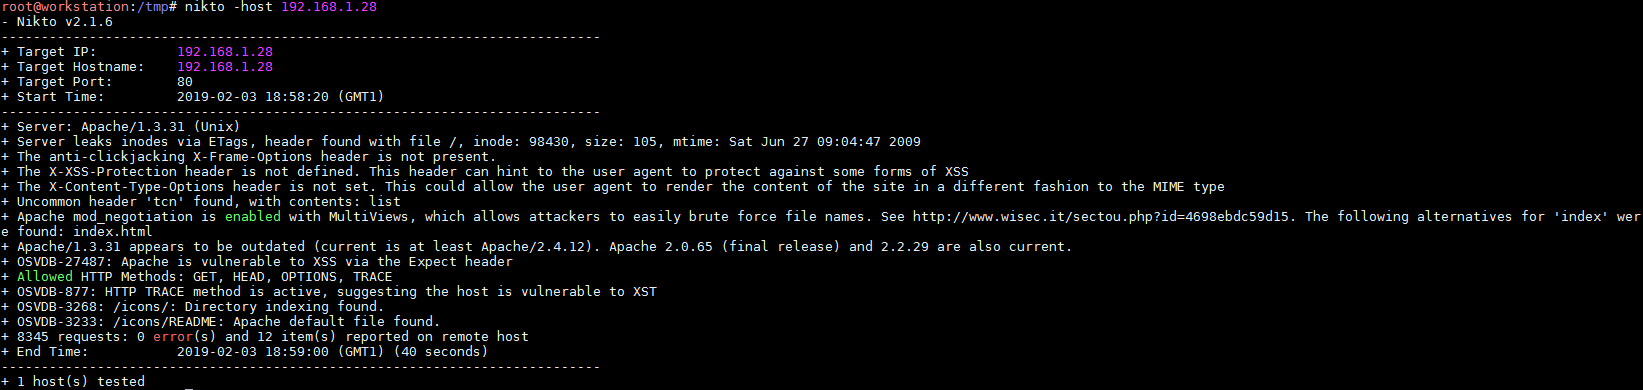 root@workstation:/tmp# nikto -host 192.168.1.28
- Nikto v2.1.6
---------------------------------------------------------------------------
+ Target IP:          192.168.1.28
+ Target Hostname:    192.168.1.28
+ Target Port:        80
+ Start Time:         2019-02-03 18:58:20 (GMT1)
---------------------------------------------------------------------------
+ Server: Apache/1.3.31 (Unix)
+ Server leaks inodes via ETags, header found with file /, inode: 98430, size: 105, mtime: Sat Jun 27 09:04:47 2009
+ The anti-clickjacking X-Frame-Options header is not present.
+ The X-XSS-Protection header is not defined. This header can hint to the user agent to protect against some forms of XSS
+ The X-Content-Type-Options header is not set. This could allow the user agent to render the content of the site in a different fashion to the MIME type
+ Uncommon header 'tcn' found, with contents: list
+ Apache mod_negotiation is enabled with MultiViews, which allows attackers to easily brute force file names. See http://www.wisec.it/sectou.php?id=4698ebdc59d15. The following alternatives for 'index' wer
e found: index.html
+ Apache/1.3.31 appears to be outdated (current is at least Apache/2.4.12). Apache 2.0.65 (final release) and 2.2.29 are also current.
+ OSVDB-27487: Apache is vulnerable to XSS via the Expect header
+ Allowed HTTP Methods: GET, HEAD, OPTIONS, TRACE
+ OSVDB-877: HTTP TRACE method is active, suggesting the host is vulnerable to XST
+ OSVDB-3268: /icons/: Directory indexing found.
+ OSVDB-3233: /icons/README: Apache default file found.
+ 8345 requests: 0 error(s) and 12 item(s) reported on remote host
+ End Time:           2019-02-03 18:59:00 (GMT1) (40 seconds)
---------------------------------------------------------------------------
+ 1 host(s) tested